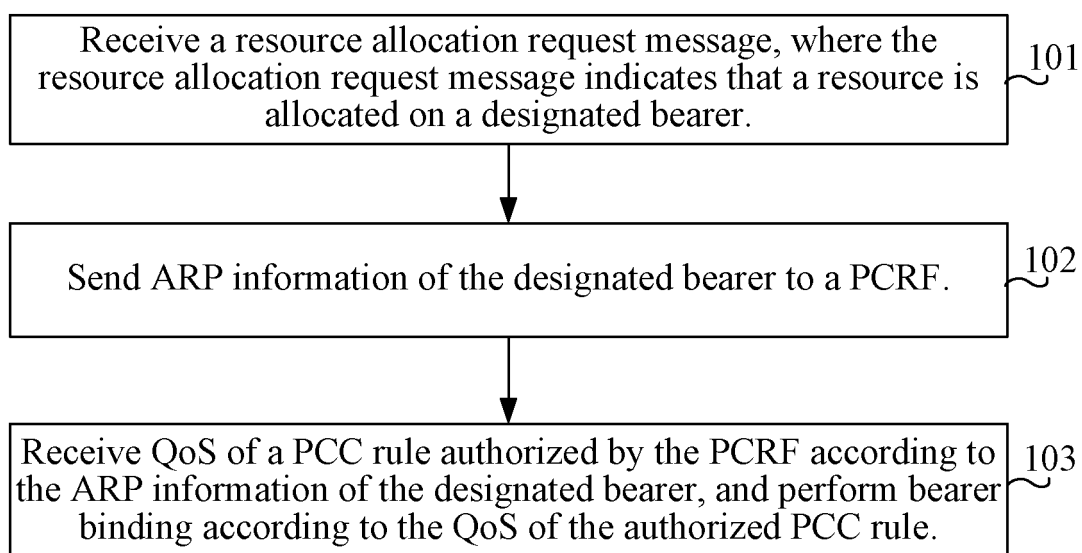 Receive a resource allocation request message, where the
resource allocation request message indicates that a resource is
allocated on a designated bearer.
101
Send ARP information of the designated bearer to a PCRF.
102
Receive QoS of a PCC rule authorized by the PCRF according to
the ARP information of the designated bearer, and perform bearer
binding according to the QoS of the authorized PCC rule.
103